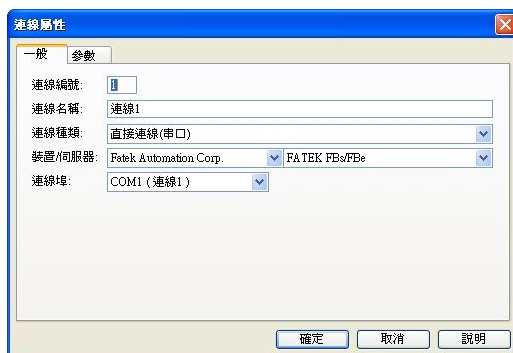 連線屬性
一般 參數
連線編號: 1
連線名稱: 連線1
連線種類: 直接連線(串口)
裝置/伺服器: Fatek Automation Corp. FATEK FBs/FBe
連線埠: COM1 ( 連線1 )
確定 取消 說明